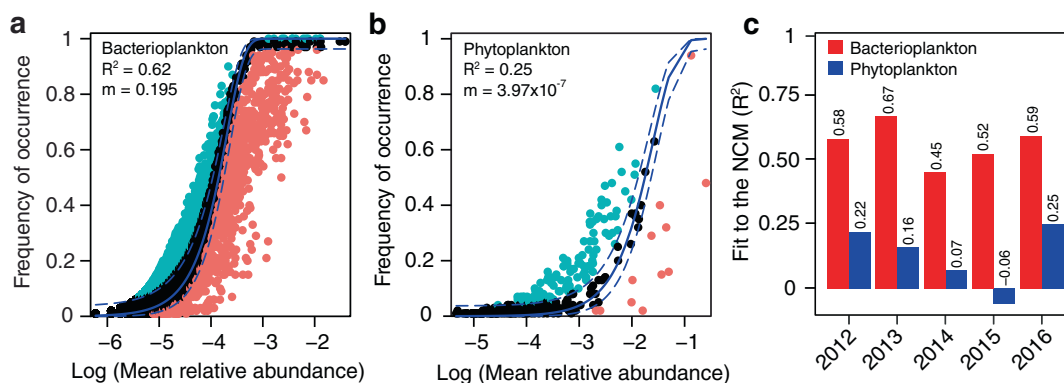 a
Bacterioplankton
R² = 0.62
m = 0.195
Frequency of occurrence
1
0.8
0.6
0.4
0.2
0
−6 −5 −4 −3 −2
Log (Mean relative abundance)
b
Phytoplankton
R² = 0.25
m = 3.97x10⁻⁷
Frequency of occurrence
1
0.8
0.6
0.4
0.2
0
−5 −4 −3 −2 −1
Log (Mean relative abundance)
c
Bacterioplankton
Phytoplankton
Fit to the NCM (R²)
1
0.75
0.50
0.25
0
0.58 0.22 0.67 0.16 0.45 0.07 0.52 −0.06 0.59 0.25
2012 2013 2014 2015 2016